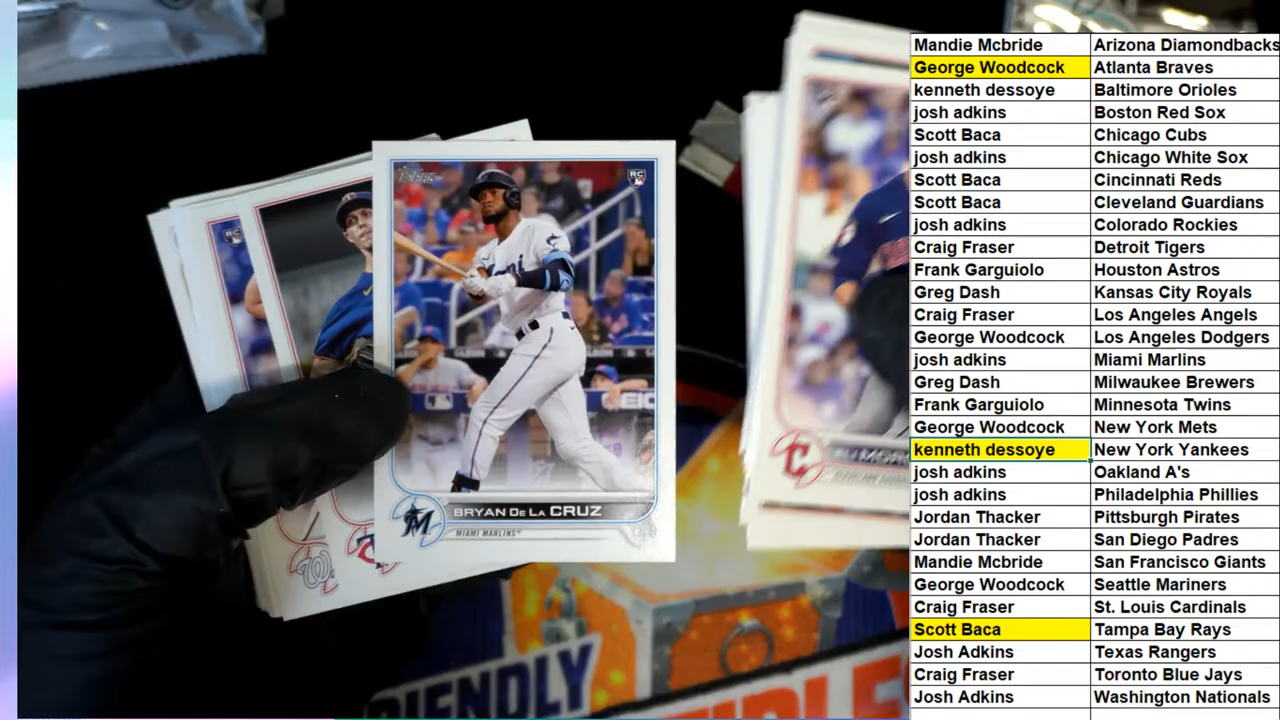 Topps
RC
RC
BRYAN DE LA CRUZ
MIAMI MARLINS
C
W
IENDLY
Mandie Mcbride Arizona Diamondbacks
George Woodcock Atlanta Braves
kenneth dessoye Baltimore Orioles
josh adkins Boston Red Sox
Scott Baca Chicago Cubs
josh adkins Chicago White Sox
Scott Baca Cincinnati Reds
Scott Baca Cleveland Guardians
josh adkins Colorado Rockies
Craig Fraser Detroit Tigers
Frank Garguiolo Houston Astros
Greg Dash Kansas City Royals
Craig Fraser Los Angeles Angels
George Woodcock Los Angeles Dodgers
josh adkins Miami Marlins
Greg Dash Milwaukee Brewers
Frank Garguiolo Minnesota Twins
George Woodcock New York Mets
kenneth dessoye New York Yankees
josh adkins Oakland A's
josh adkins Philadelphia Phillies
Jordan Thacker Pittsburgh Pirates
Jordan Thacker San Diego Padres
Mandie Mcbride San Francisco Giants
George Woodcock Seattle Mariners
Craig Fraser St. Louis Cardinals
Scott Baca Tampa Bay Rays
Josh Adkins Texas Rangers
Craig Fraser Toronto Blue Jays
Josh Adkins Washington Nationals